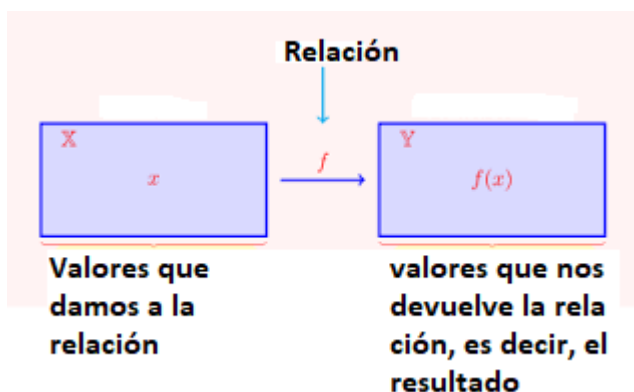 Relación
𝕏
x
f
𝕐
f(x)
Valores que
damos a la
relación
valores que nos
devuelve la rela
ción, es decir, el
resultado